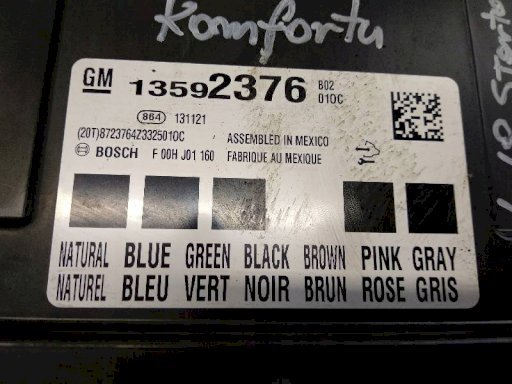 Komfortu
GM 13592376 B02
010C
864 131121
(20T)8723764Z3325010C ASSEMBLED IN MEXICO
BOSCH F 00H J01 160 FABRIQUE AU MEXIQUE
NATURAL BLUE GREEN BLACK BROWN PINK GRAY
NATUREL BLEU VERT NOIR BRUN ROSE GRIS